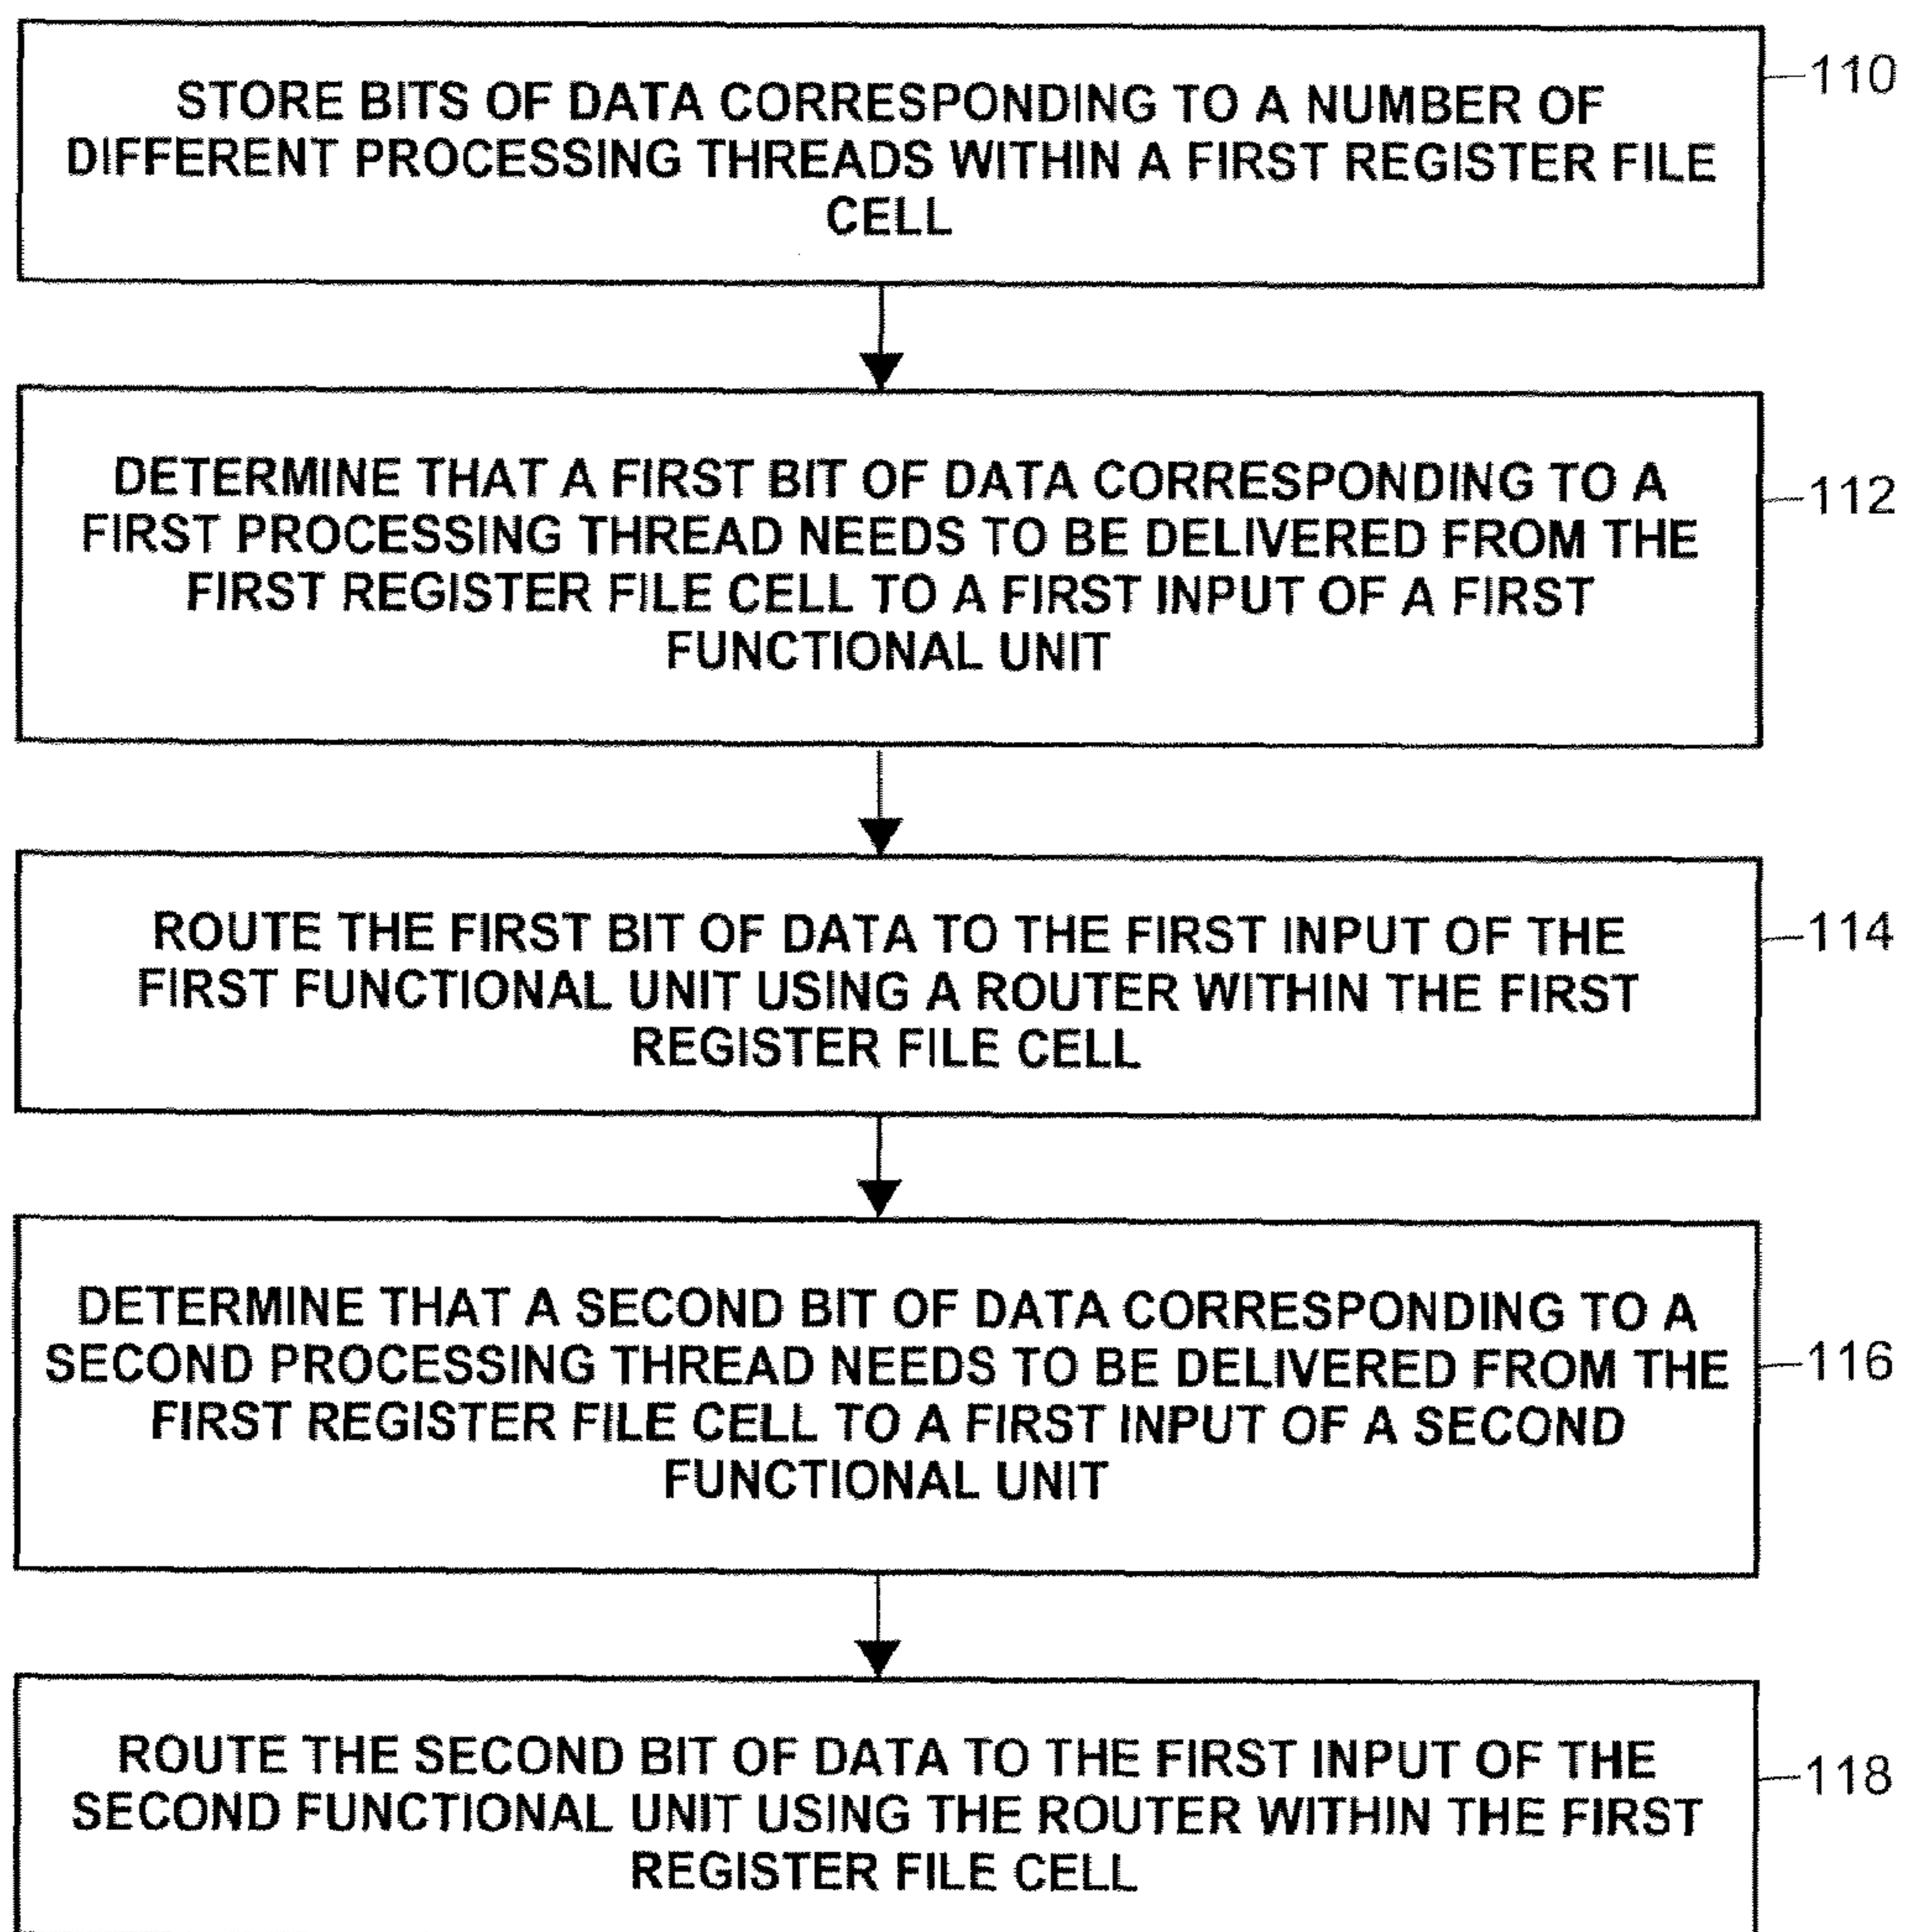 STORE BITS OF DATA CORRESPONDING TO A NUMBER OF
DIFFERENT PROCESSING THREADS WITHIN A FIRST REGISTER FILE
CELL
110
DETERMINE THAT A FIRST BIT OF DATA CORRESPONDING TO A
FIRST PROCESSING THREAD NEEDS TO BE DELIVERED FROM THE
FIRST REGISTER FILE CELL TO A FIRST INPUT OF A FIRST
FUNCTIONAL UNIT
112
ROUTE THE FIRST BIT OF DATA TO THE FIRST INPUT OF THE
FIRST FUNCTIONAL UNIT USING A ROUTER WITHIN THE FIRST
REGISTER FILE CELL
114
DETERMINE THAT A SECOND BIT OF DATA CORRESPONDING TO A
SECOND PROCESSING THREAD NEEDS TO BE DELIVERED FROM THE
FIRST REGISTER FILE CELL TO A FIRST INPUT OF A SECOND
FUNCTIONAL UNIT
116
ROUTE THE SECOND BIT OF DATA TO THE FIRST INPUT OF THE
SECOND FUNCTIONAL UNIT USING THE ROUTER WITHIN THE FIRST
REGISTER FILE CELL
118